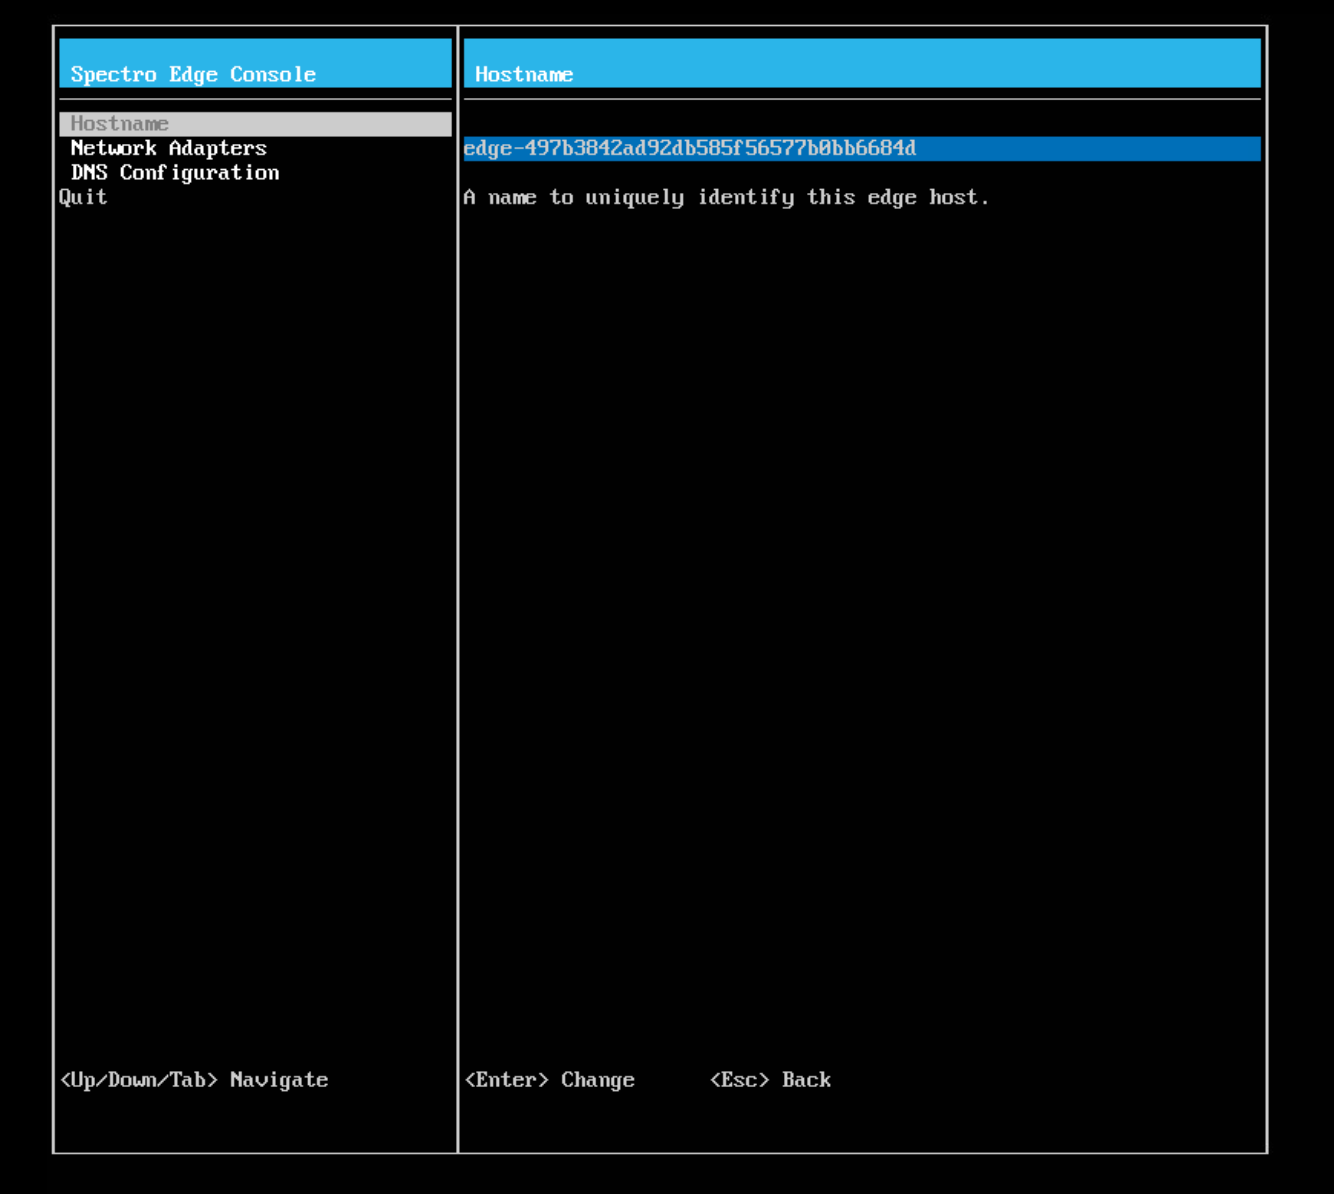 Spectro Edge Console
Hostname
Hostname
Network Adapters
DNS Configuration
Quit
edge-497b3842ad92db585f56577b0bb6684d
A name to uniquely identify this edge host.
<Up/Down/Tab> Navigate
<Enter> Change <Esc> Back